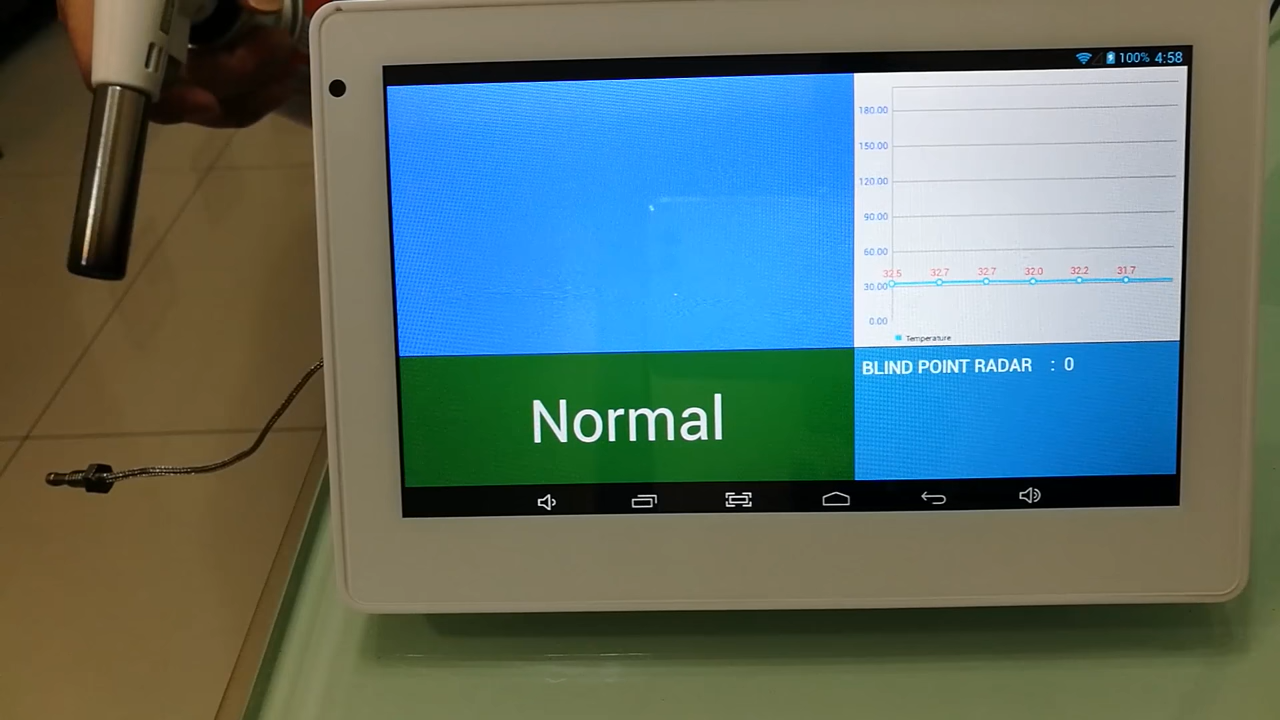 100% 4:58
180.00
150.00
120.00
90.00
60.00
30.00
0.00
32.5 32.7 32.7 32.0 32.2 31.7
Temperature
Normal
BLIND POINT RADAR : 0